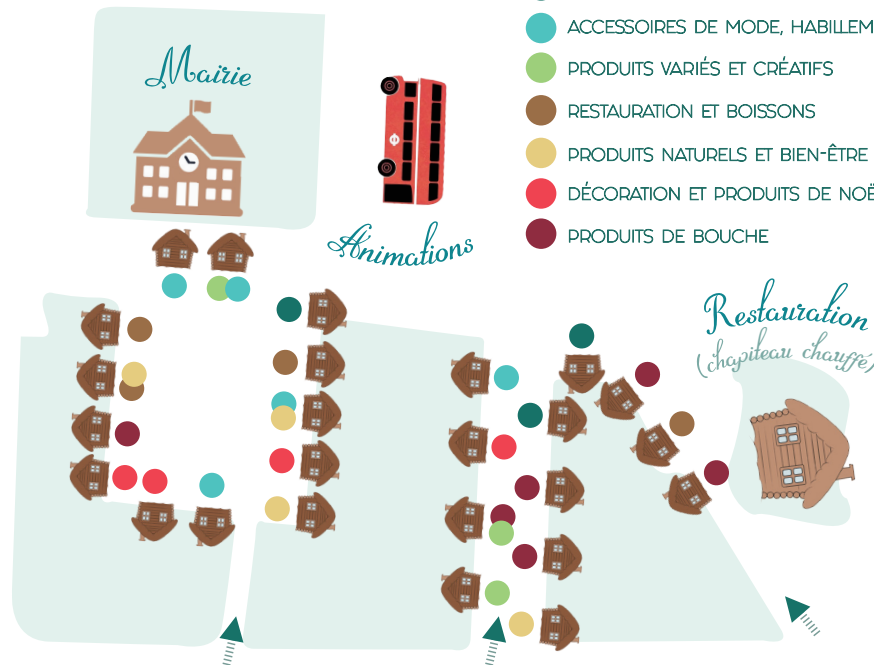 ACCESSOIRES DE MODE, HABILLEM
Mairie
PRODUITS VARIÉS ET CRÉATIFS
RESTAURATION ET BOISSONS
PRODUITS NATURELS ET BIEN-ÊTRE
DÉCORATION ET PRODUITS DE NOË
PRODUITS DE BOUCHE
Animations
Restauration
(chapiteau chauffé)